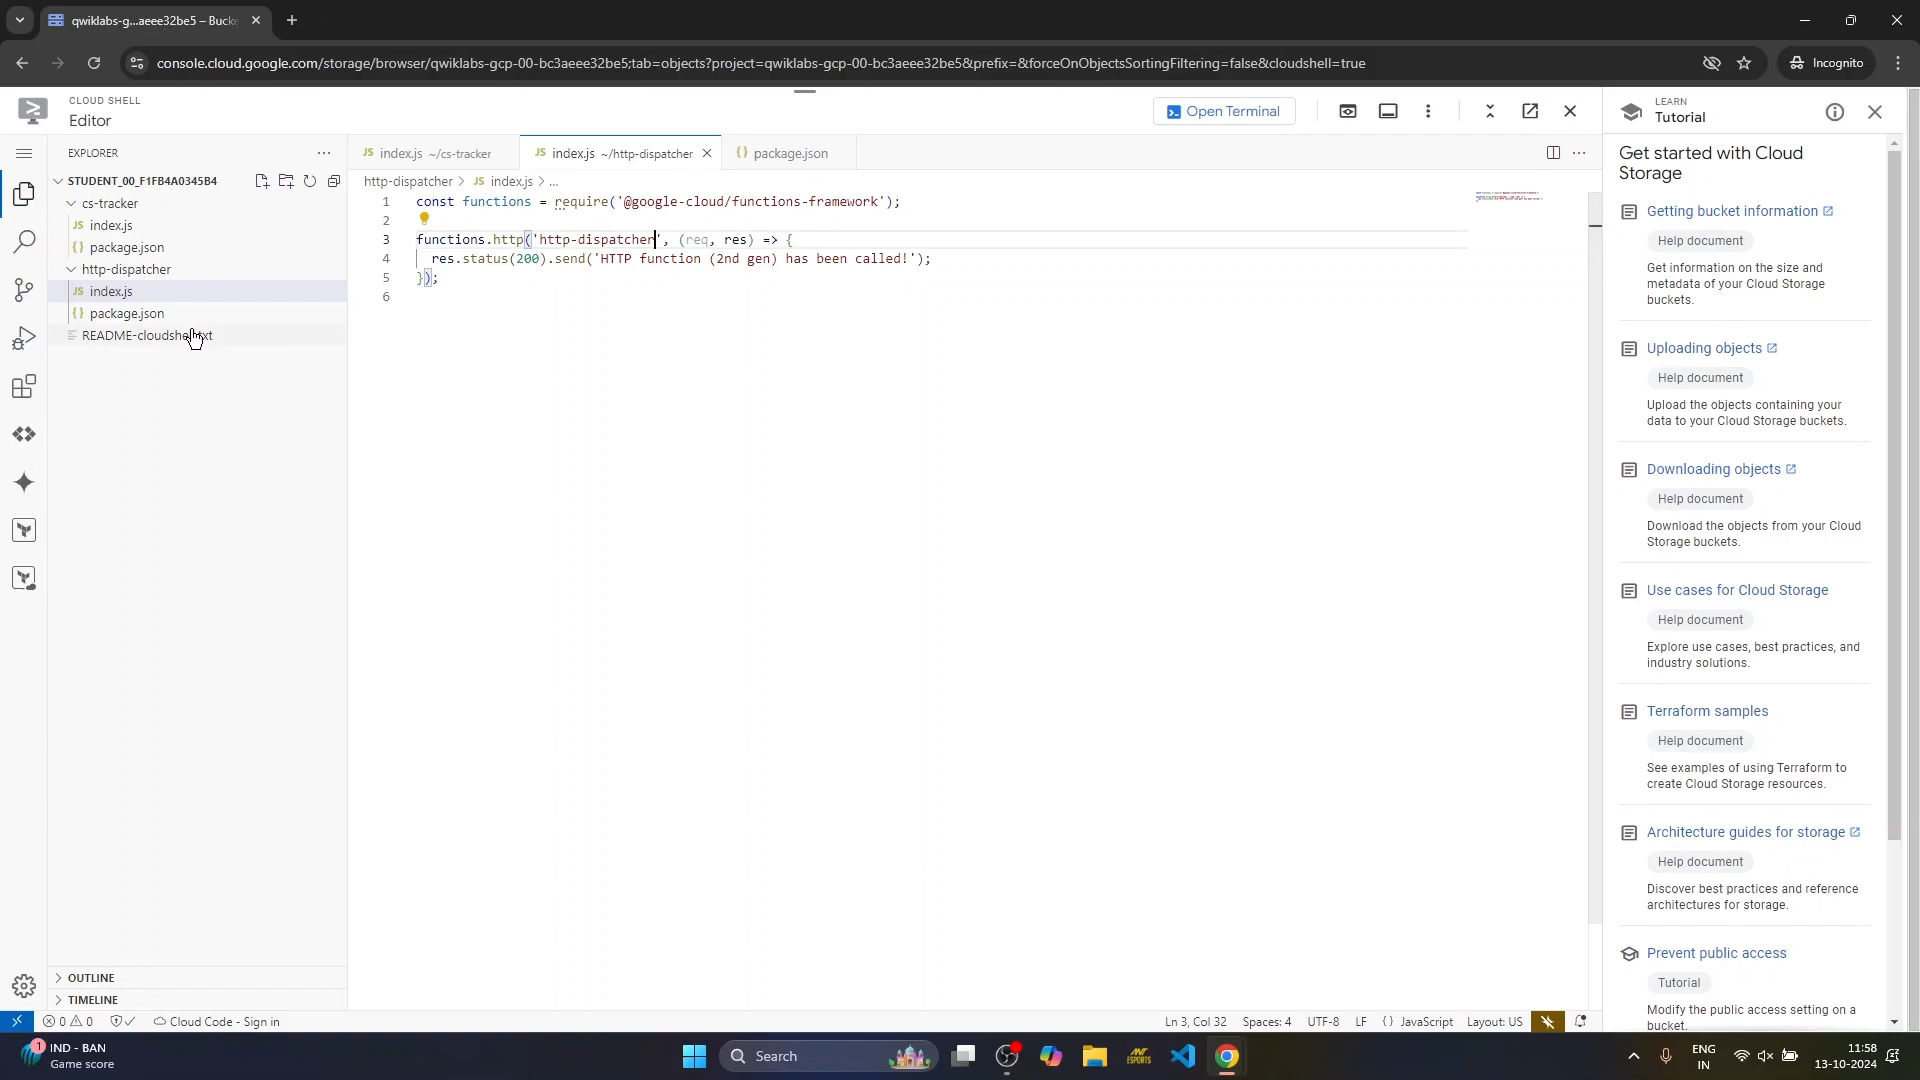 qwiklabs-g...aeee32be5 – Bucke
console.cloud.google.com/storage/browser/qwiklabs-gcp-00-bc3aeee32be5;tab=objects?project=qwiklabs-gcp-00-bc3aeee32be5&prefix=&forceOnObjectsSortingFiltering=false&cloudshell=true
Incognito
CLOUD SHELL
Editor
Open Terminal
LEARN
Tutorial
EXPLORER
STUDENT_00_F1FB4A0345B4
cs-tracker
JS index.js
{} package.json
http-dispatcher
JS index.js
{} package.json
README-cloudshe
OUTLINE
TIMELINE
JS index.js ~/cs-tracker
JS index.js ~/http-dispatcher
{} package.json
http-dispatcher > JS index.js > ...
1 const functions = require('@google-cloud/functions-framework');
2
3 functions.http('http-dispatcher', (req, res) => {
4 res.status(200).send('HTTP function (2nd gen) has been called!');
5 });
6
Get started with Cloud
Storage
Getting bucket information
Help document
Get information on the size and
metadata of your Cloud Storage
buckets.
Uploading objects
Help document
Upload the objects containing your
data to your Cloud Storage buckets.
Downloading objects
Help document
Download the objects from your Cloud
Storage buckets.
Use cases for Cloud Storage
Help document
Explore use cases, best practices, and
industry solutions.
Terraform samples
Help document
See examples of using Terraform to
create Cloud Storage resources.
Architecture guides for storage
Help document
Discover best practices and reference
architectures for storage.
Prevent public access
Tutorial
Modify the public access setting on a
bucket.
0 0
Cloud Code - Sign in
Ln 3, Col 32 Spaces: 4 UTF-8 LF {} JavaScript Layout: US
1
IND - BAN
Game score
Search
ANT
ESPORTS
ENG
IN
11:58
13-10-2024